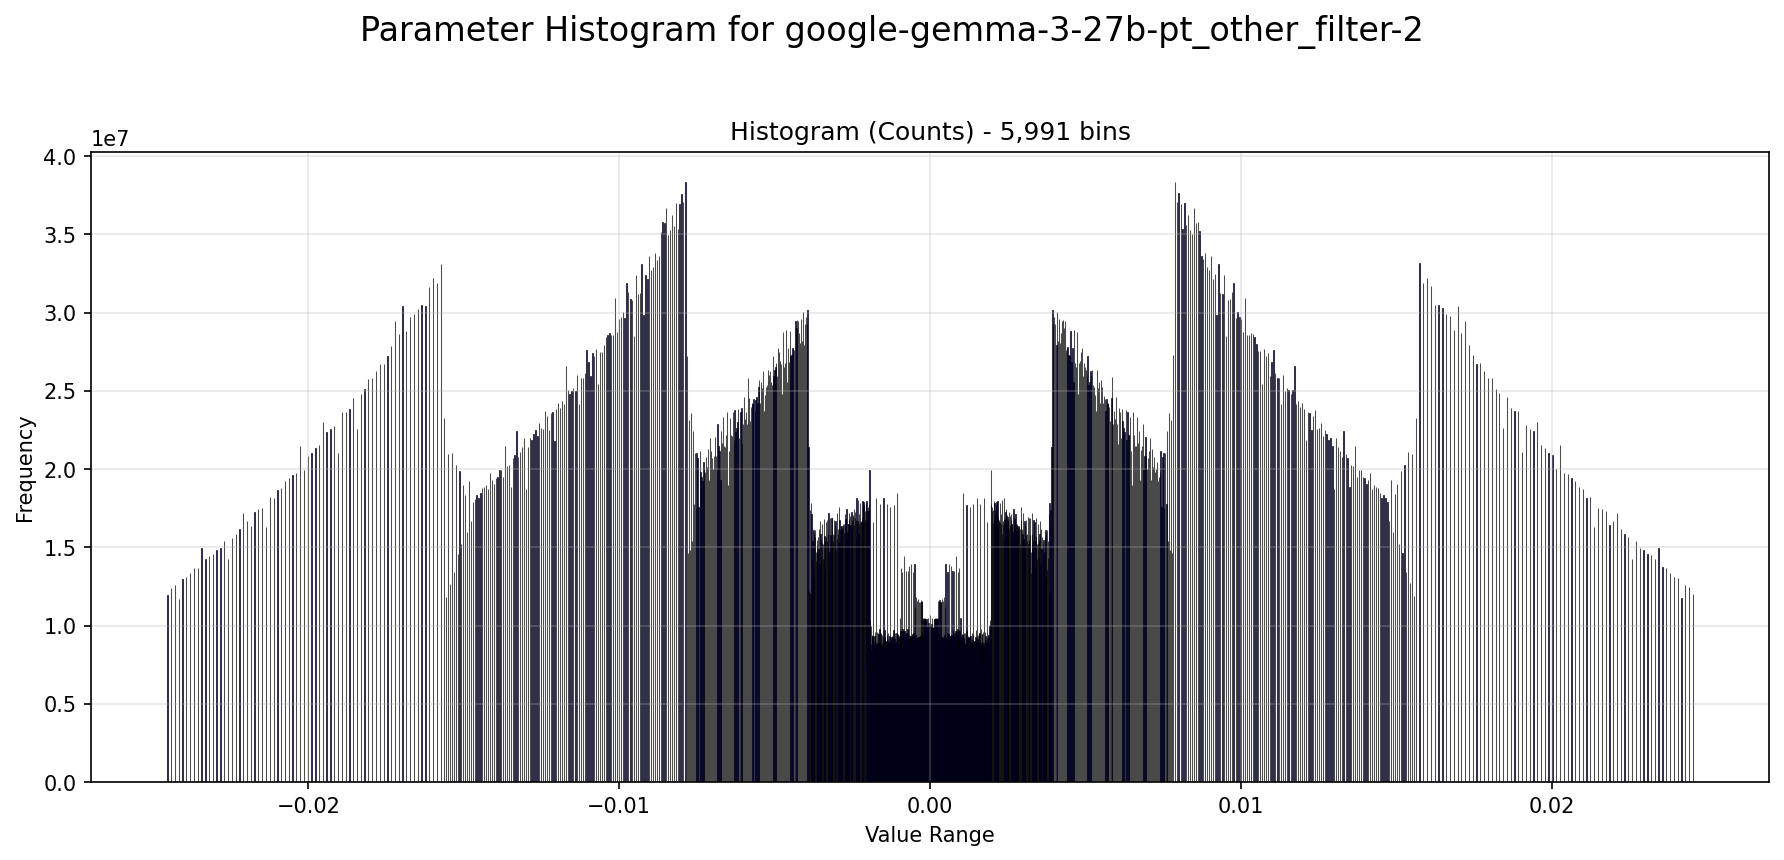 Parameter Histogram for google-gemma-3-27b-pt_other_filter-2
Histogram (Counts) - 5,991 bins
1e7
4.0
3.5
3.0
2.5
2.0
1.5
1.0
0.5
0.0
Frequency
−0.02
−0.01
0.00
0.01
0.02
Value Range